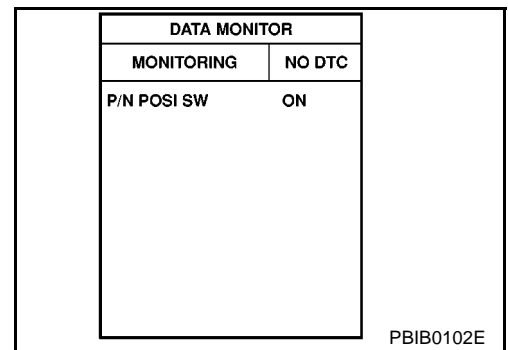 DATA MONITOR
MONITORING NO DTC
P/N POSI SW ON
PBIB0102E